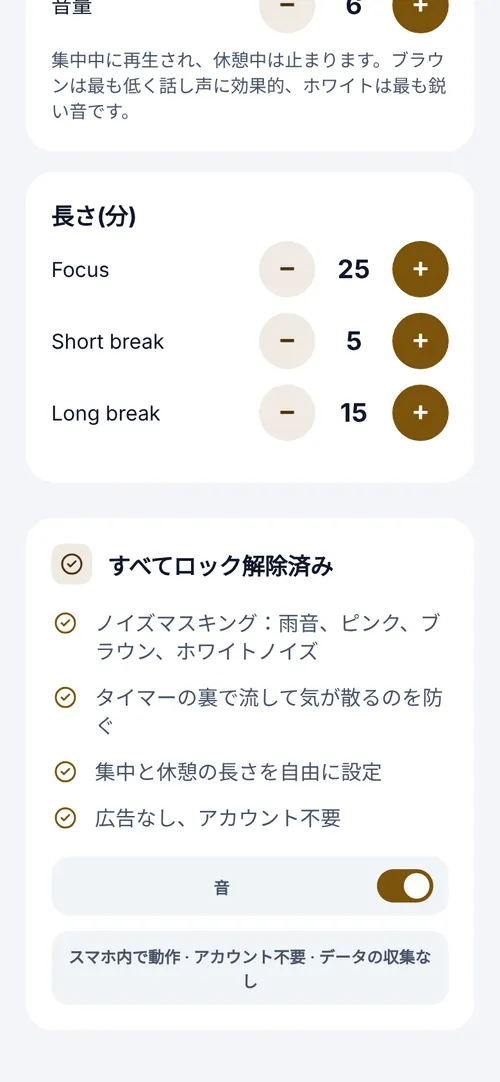 音量
−
6
+
集中中に再生され、休憩中は止まります。ブラウ
ンは最も低く話し声に効果的、ホワイトは最も鋭
い音です。
長さ(分)
Focus
−
25
+
Short break
−
5
+
Long break
−
15
+
すべてロック解除済み
ノイズマスキング：雨音、ピンク、ブ
ラウン、ホワイトノイズ
タイマーの裏で流して気が散るのを防
ぐ
集中と休憩の長さを自由に設定
広告なし、アカウント不要
音
スマホ内で動作 · アカウント不要 · データの収集な
し